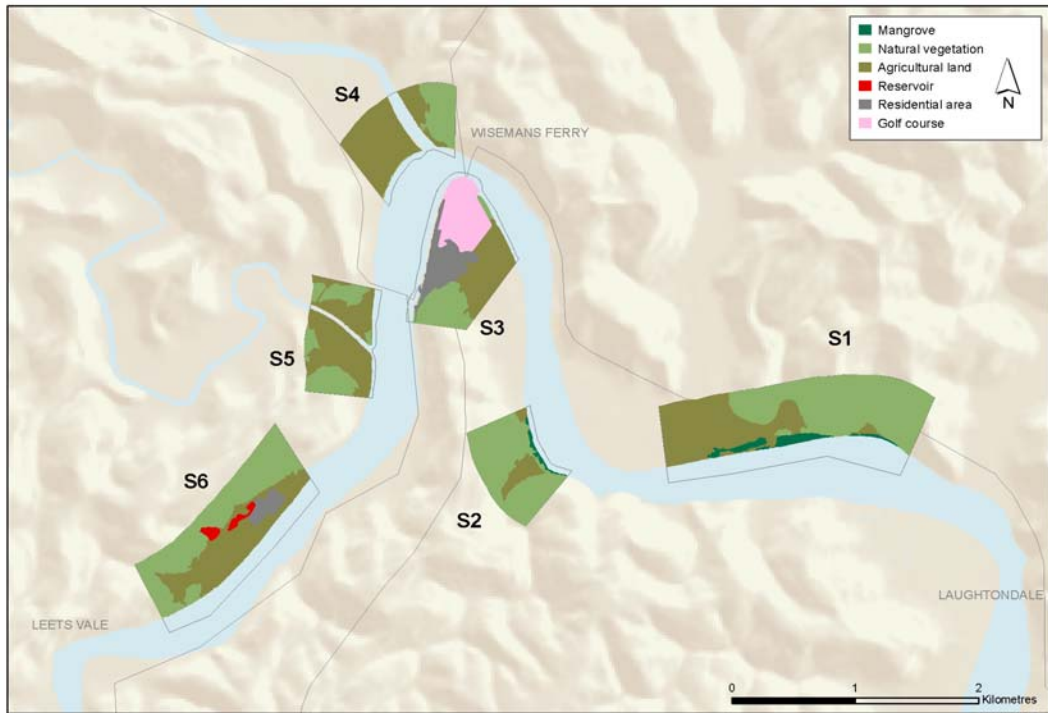 Mangrove
Natural vegetation
Agricultural land
Reservoir
Residential area
Golf course
N
S4
WISEMANS FERRY
S3
S5
S1
S6
S2
LAUGHTONDALE
LEETS VALE
0 1 2
Kilometres